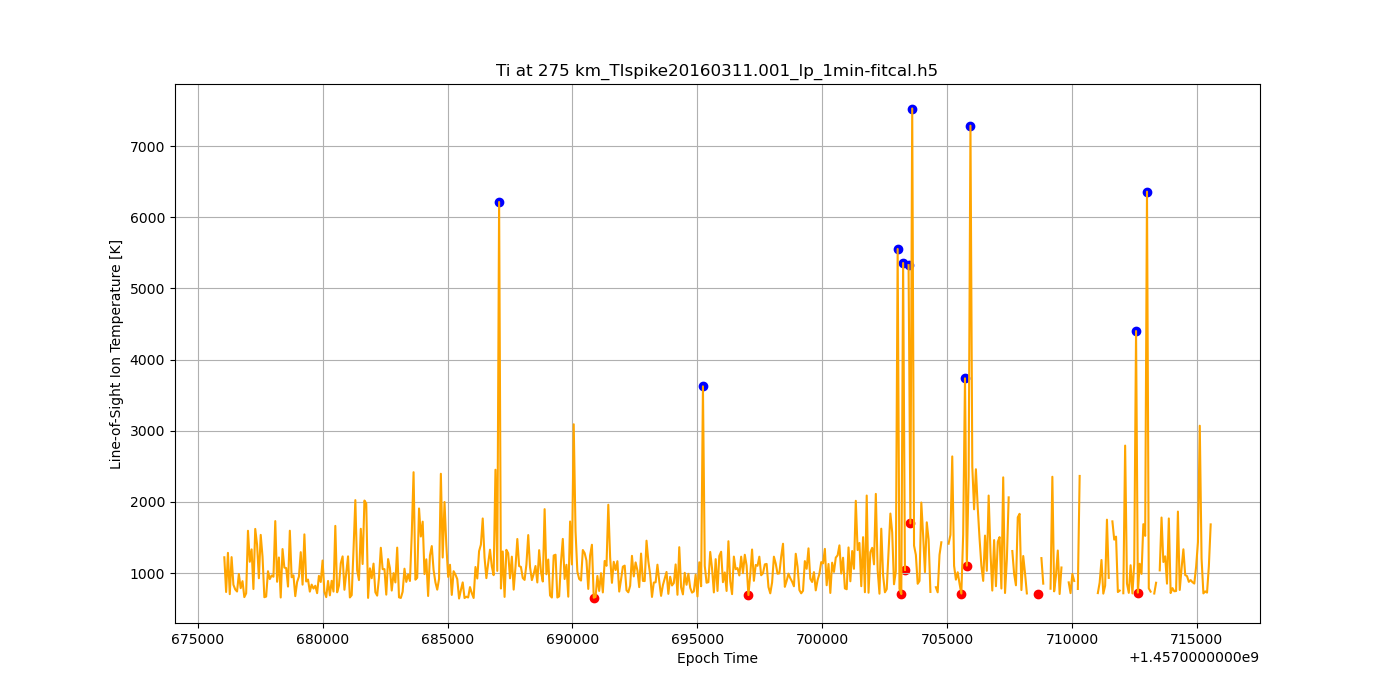 Ti at 275 km_TIspike20160311.001_lp_1min-fitcal.h5
Line-of-Sight Ion Temperature [K]
7000
6000
5000
4000
3000
2000
1000
675000 680000 685000 690000 695000 700000 705000 710000 715000
Epoch Time
+1.4570000000e9